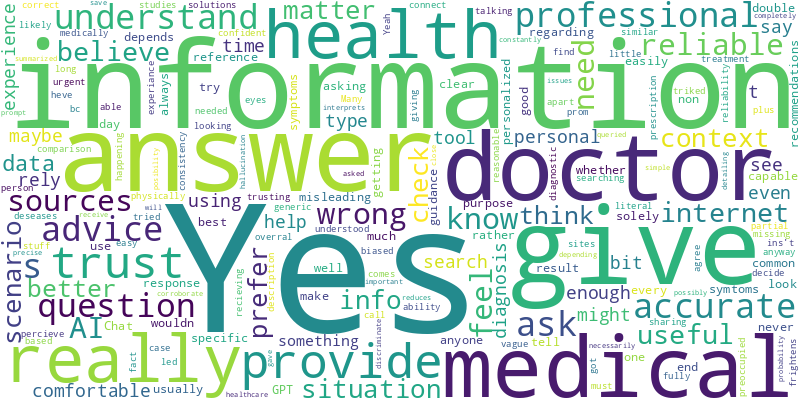 experience
understand
health
matter
professional
say
believe
time
need
reliable
information
answer
doctor
medical
Yes
give
really
provide
trust
question
advice
sources
wrong
know
think
internet
context
accurate
useful
ask
feel
prefer
info
situation
scenario
better
AI
rely
data
maybe
type
tool
personal
check
search
diagnosis
enough
might
bit
see
even
comfortable
usually
specific
something
help
using
misleading
Chat
GPT
response
wouldn
getting
guidance
rather
purpose
solely
whether
capable
common
symtoms
result
sites
literal
missing
partial
anyway
decide
look
never
possibly
agree
sharing
vague
tell
anyone
call
ability
comes
important
reduces
make
understood
overral
biased
much
well
generic
trusting
best
tried
will
easy
use
physically
receive
diseases
person
stuff
precise
corroborate
percieve
based
case
fact
led
description
recieving
discriminate
gave
healthcare
necessarily
fully
end
one
every
got
must
preoccupied
frightens
probability
depending
ins't
simple
queried
detailing
diagnostic
reasonable
asked
hallucination
looking
consistency
possibility
happening
comparison
day
always
able
needed
try
heve
bc
urgent
long
prompt
summarized
correct
likely
save
studies
medically
depends
solutions
confident
reference
regarding
similar
double
connect
talking
Yeah
constantly
completely
find
little
treatment
issues
easily
prescription
reliability
recommendations
personalized
good
apart
prom
non
triked
plus
searching
clear
asking
symptoms
eyes
giving
Many
interprets
experiance
t
s